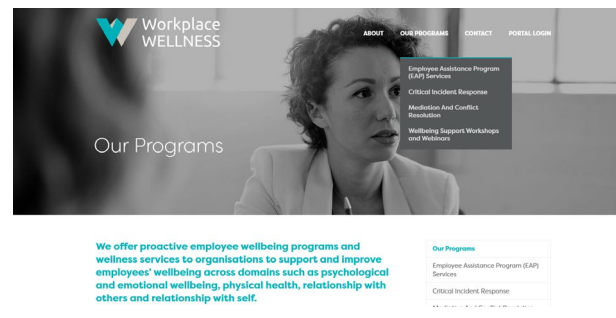 Workplace
WELLNESS
ABOUT OUR PROGRAMS CONTACT PORTAL LOGIN
Employee Assistance Program
(EAP) Services
Critical Incident Response
Mediation And Conflict
Resolution
Wellbeing Support Workshops
and Webinars
Our Programs
We offer proactive employee wellbeing programs and
wellness services to organisations to support and improve
employees' wellbeing across domains such as psychological
and emotional wellbeing, physical health, relationship with
others and relationship with self.
Our Programs
Employee Assistance Program (EAP)
Services
Critical Incident Response